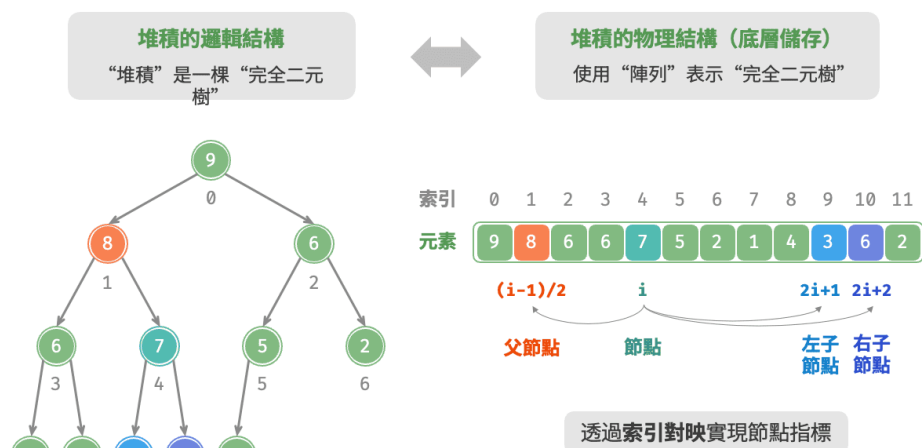 堆積的邏輯結構
“堆積”是一棵“完全二元
樹”
堆積的物理結構（底層儲存）
使用“陣列”表示“完全二元樹”
9
0
8
6
1
2
6
7
5
2
3
4
5
6
索引 0 1 2 3 4 5 6 7 8 9 10 11
元素 9 8 6 6 7 5 2 1 4 3 6 2
(i-1)/2 i 2i+1 2i+2
父節點 節點 左子
節點 右子
節點
透過索引對映實現節點指標